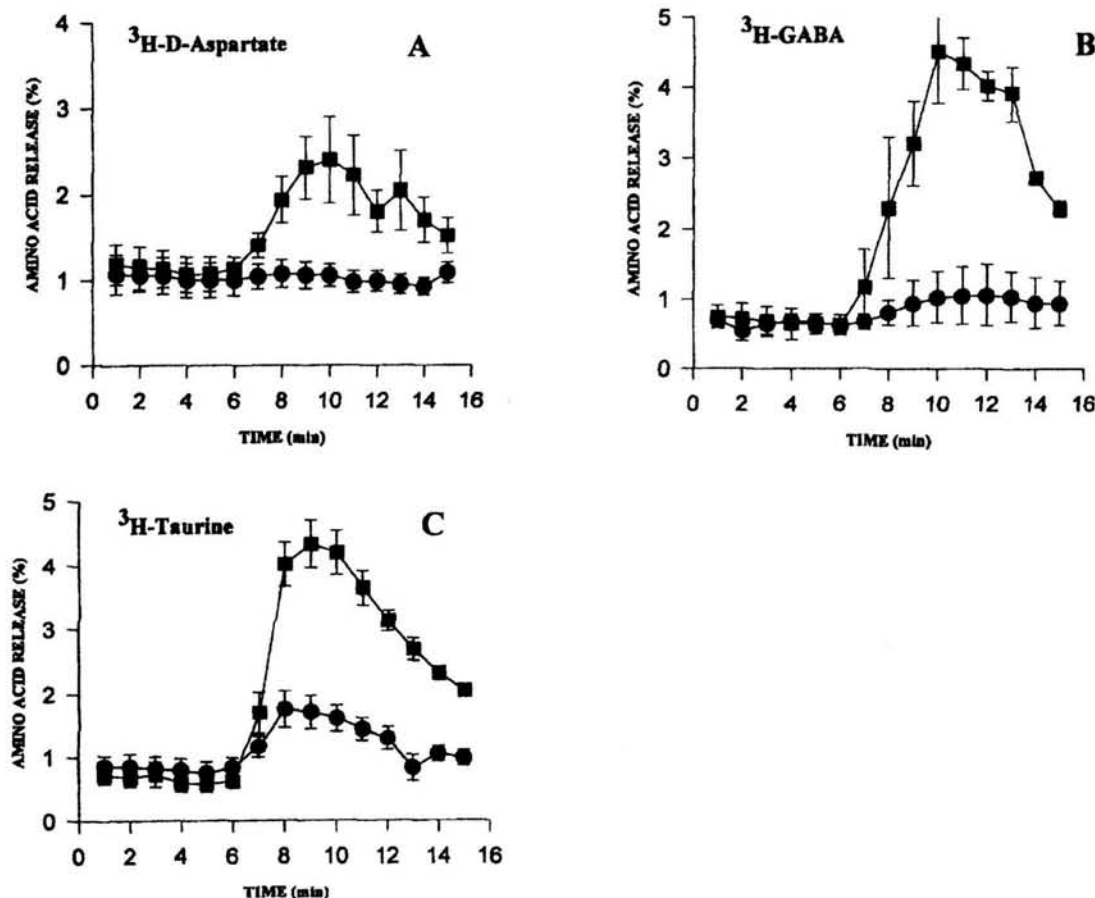 ³H-D-Aspartate
A
AMINO ACID RELEASE (%)
4
3
2
1
0
0 2 4 6 8 10 12 14 16
TIME (min)
³H-GABA
B
AMINO ACID RELEASE (%)
5
4
3
2
1
0
0 2 4 6 8 10 12 14 16
TIME (min)
³H-Taurine
C
AMINO ACID RELEASE (%)
5
4
3
2
1
0
0 2 4 6 8 10 12 14 16
TIME (min)